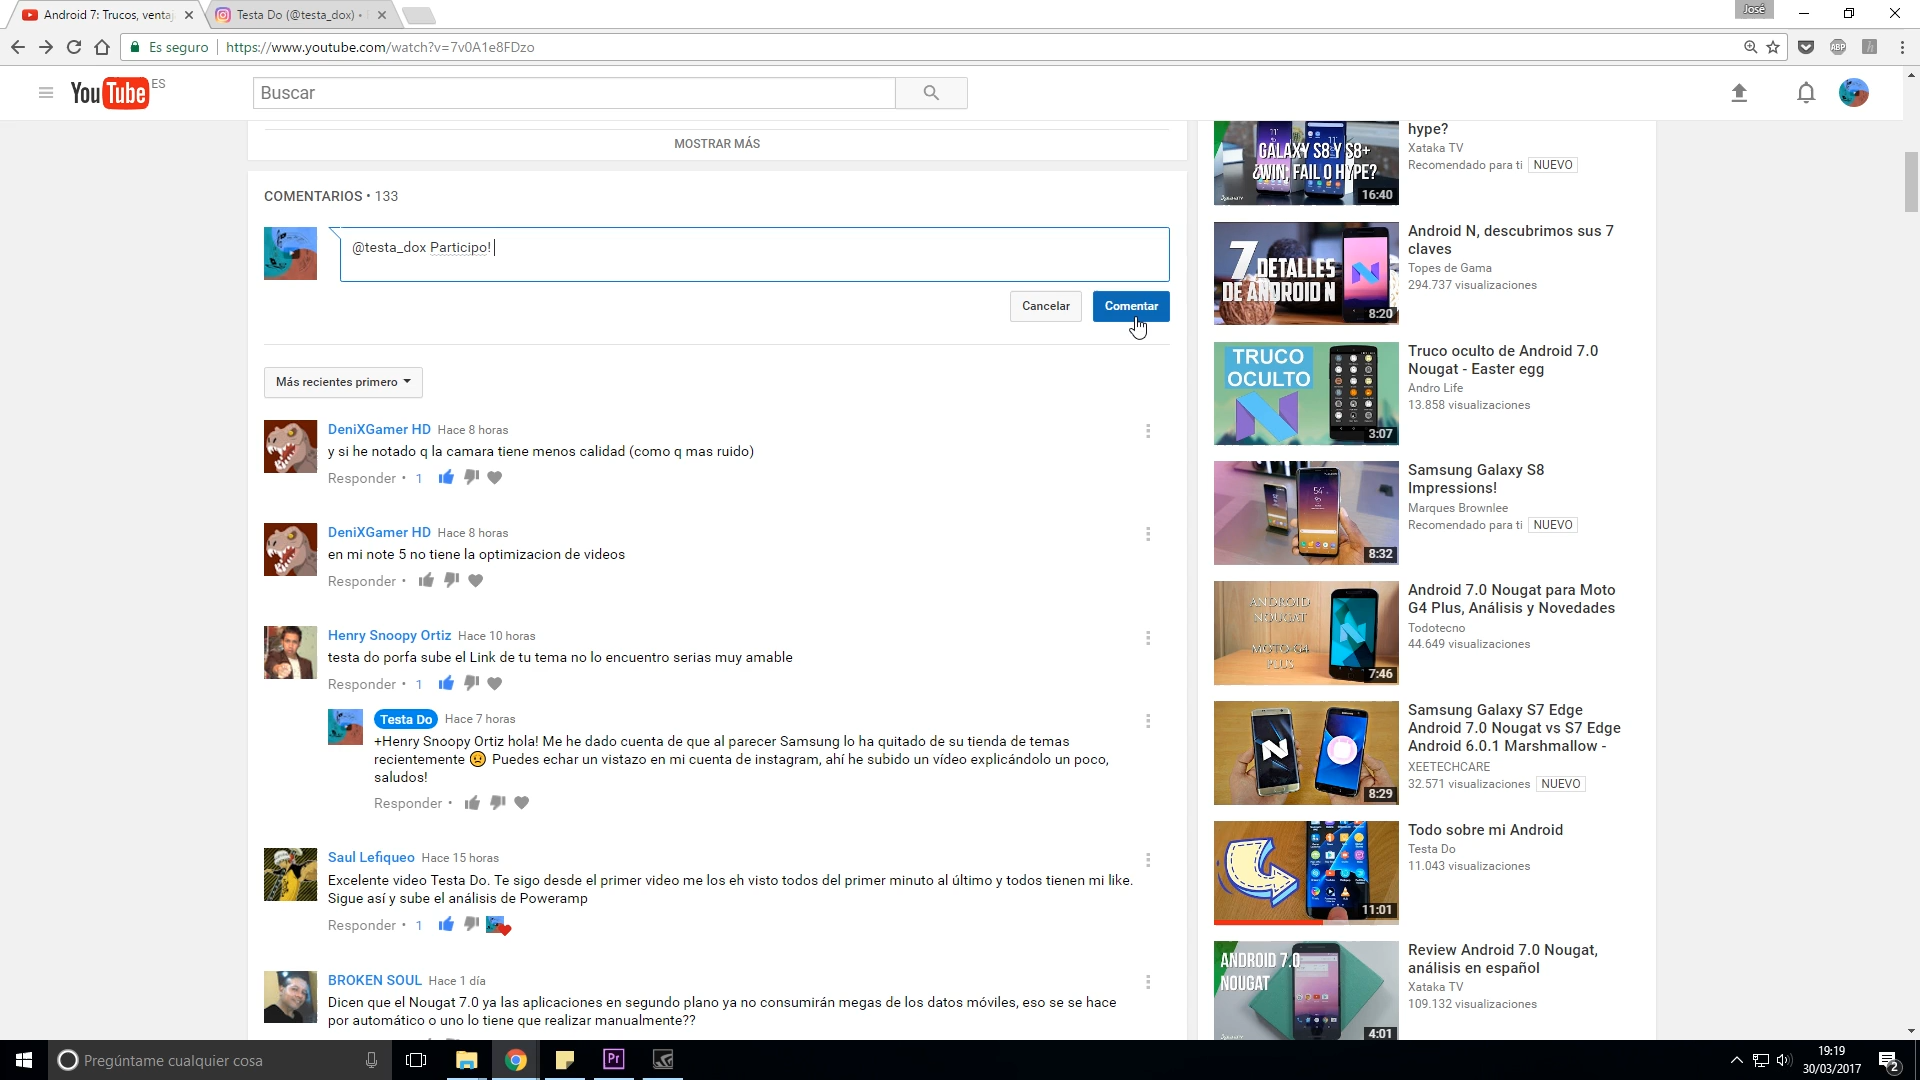 Android 7: Trucos, venta
Testa Do (@testa_dox) •
José
Es seguro
https://www.youtube.com/watch?v=7v0A1e8FDzo
ABP
h
YouTube ES
Buscar
MOSTRAR MÁS
COMENTARIOS • 133
@testa_dox Participo!
Cancelar
Comentar
Más recientes primero
DeniXGamer HD Hace 8 horas
y si he notado q la camara tiene menos calidad (como q mas ruido)
Responder • 1
DeniXGamer HD Hace 8 horas
en mi note 5 no tiene la optimizacion de videos
Responder •
Henry Snoopy Ortiz Hace 10 horas
testa do porfa sube el Link de tu tema no lo encuentro serias muy amable
Responder • 1
Testa Do Hace 7 horas
+Henry Snoopy Ortiz hola! Me he dado cuenta de que al parecer Samsung lo ha quitado de su tienda de temas
recientemente 😟 Puedes echar un vistazo en mi cuenta de instagram, ahí he subido un vídeo explicándolo un poco,
saludos!
Responder •
Saul Lefiqueo Hace 15 horas
Excelente video Testa Do. Te sigo desde el primer video me los eh visto todos del primer minuto al último y todos tienen mi like.
Sigue así y sube el análisis de Poweramp
Responder • 1
BROKEN SOUL Hace 1 día
Dicen que el Nougat 7.0 ya las aplicaciones en segundo plano ya no consumirán megas de los datos móviles, eso se se hace
por automático o uno lo tiene que realizar manualmente??
GALAXY S8 Y S8+
¿WIN, FAIL O HYPE?
16:40
hype?
Xataka TV
Recomendado para ti NUEVO
7 DETALLES
DE ANDROID N
8:20
Android N, descubrimos sus 7
claves
Topes de Gama
294.737 visualizaciones
TRUCO
OCULTO
3:07
Truco oculto de Android 7.0
Nougat - Easter egg
Andro Life
13.858 visualizaciones
8:32
Samsung Galaxy S8
Impressions!
Marques Brownlee
Recomendado para ti NUEVO
ANDROID
NOUGAT
MOTO G4
PLUS
7:46
Android 7.0 Nougat para Moto
G4 Plus, Análisis y Novedades
Todotecno
44.649 visualizaciones
8:29
Samsung Galaxy S7 Edge
Android 7.0 Nougat vs S7 Edge
Android 6.0.1 Marshmallow -
XEETECHCARE
32.571 visualizaciones NUEVO
11:01
Todo sobre mi Android
Testa Do
11.043 visualizaciones
ANDROID 7.0
NOUGAT
4:01
Review Android 7.0 Nougat,
análisis en español
Xataka TV
109.132 visualizaciones
Pregúntame cualquier cosa
Pr
19:19
30/03/2017
2